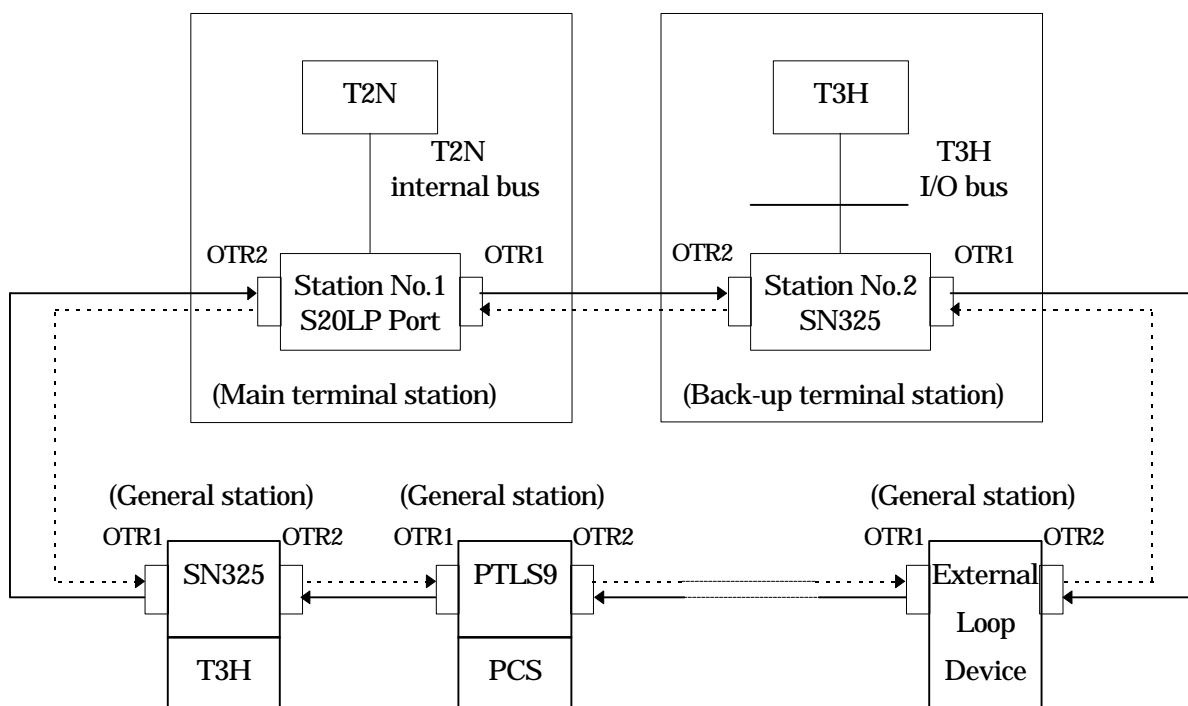 T2N
T2N
internal bus
OTR2
OTR1
Station No.1
S20LP Port
(Main terminal station)
T3H
T3H
I/O bus
OTR2
OTR1
Station No.2
SN325
(Back-up terminal station)
(General station)
OTR1
OTR2
SN325
T3H
(General station)
OTR1
OTR2
PTLS9
PCS
(General station)
OTR1
OTR2
External
Loop
Device